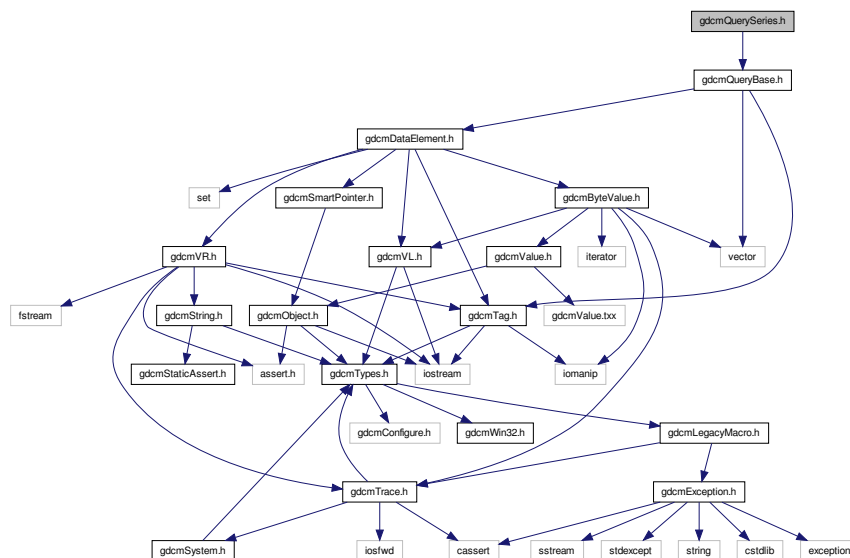 gdcmQuerySeries.h
gdcmQueryBase.h
gdcmDataElement.h
set
gdcmSmartPointer.h
gdcmByteValue.h
gdcmVR.h
gdcmVL.h
gdcmValue.h
iterator
vector
fstream
gdcmString.h
gdcmObject.h
gdcmTag.h
gdcmValue.txx
gdcmStaticAssert.h
assert.h
gdcmTypes.h
iostream
iomanip
gdcmConfigure.h
gdcmWin32.h
gdcmLegacyMacro.h
gdcmTrace.h
gdcmException.h
gdcmSystem.h
iosfwd
cassert
sstream
stdexcept
string
cstdlib
exception